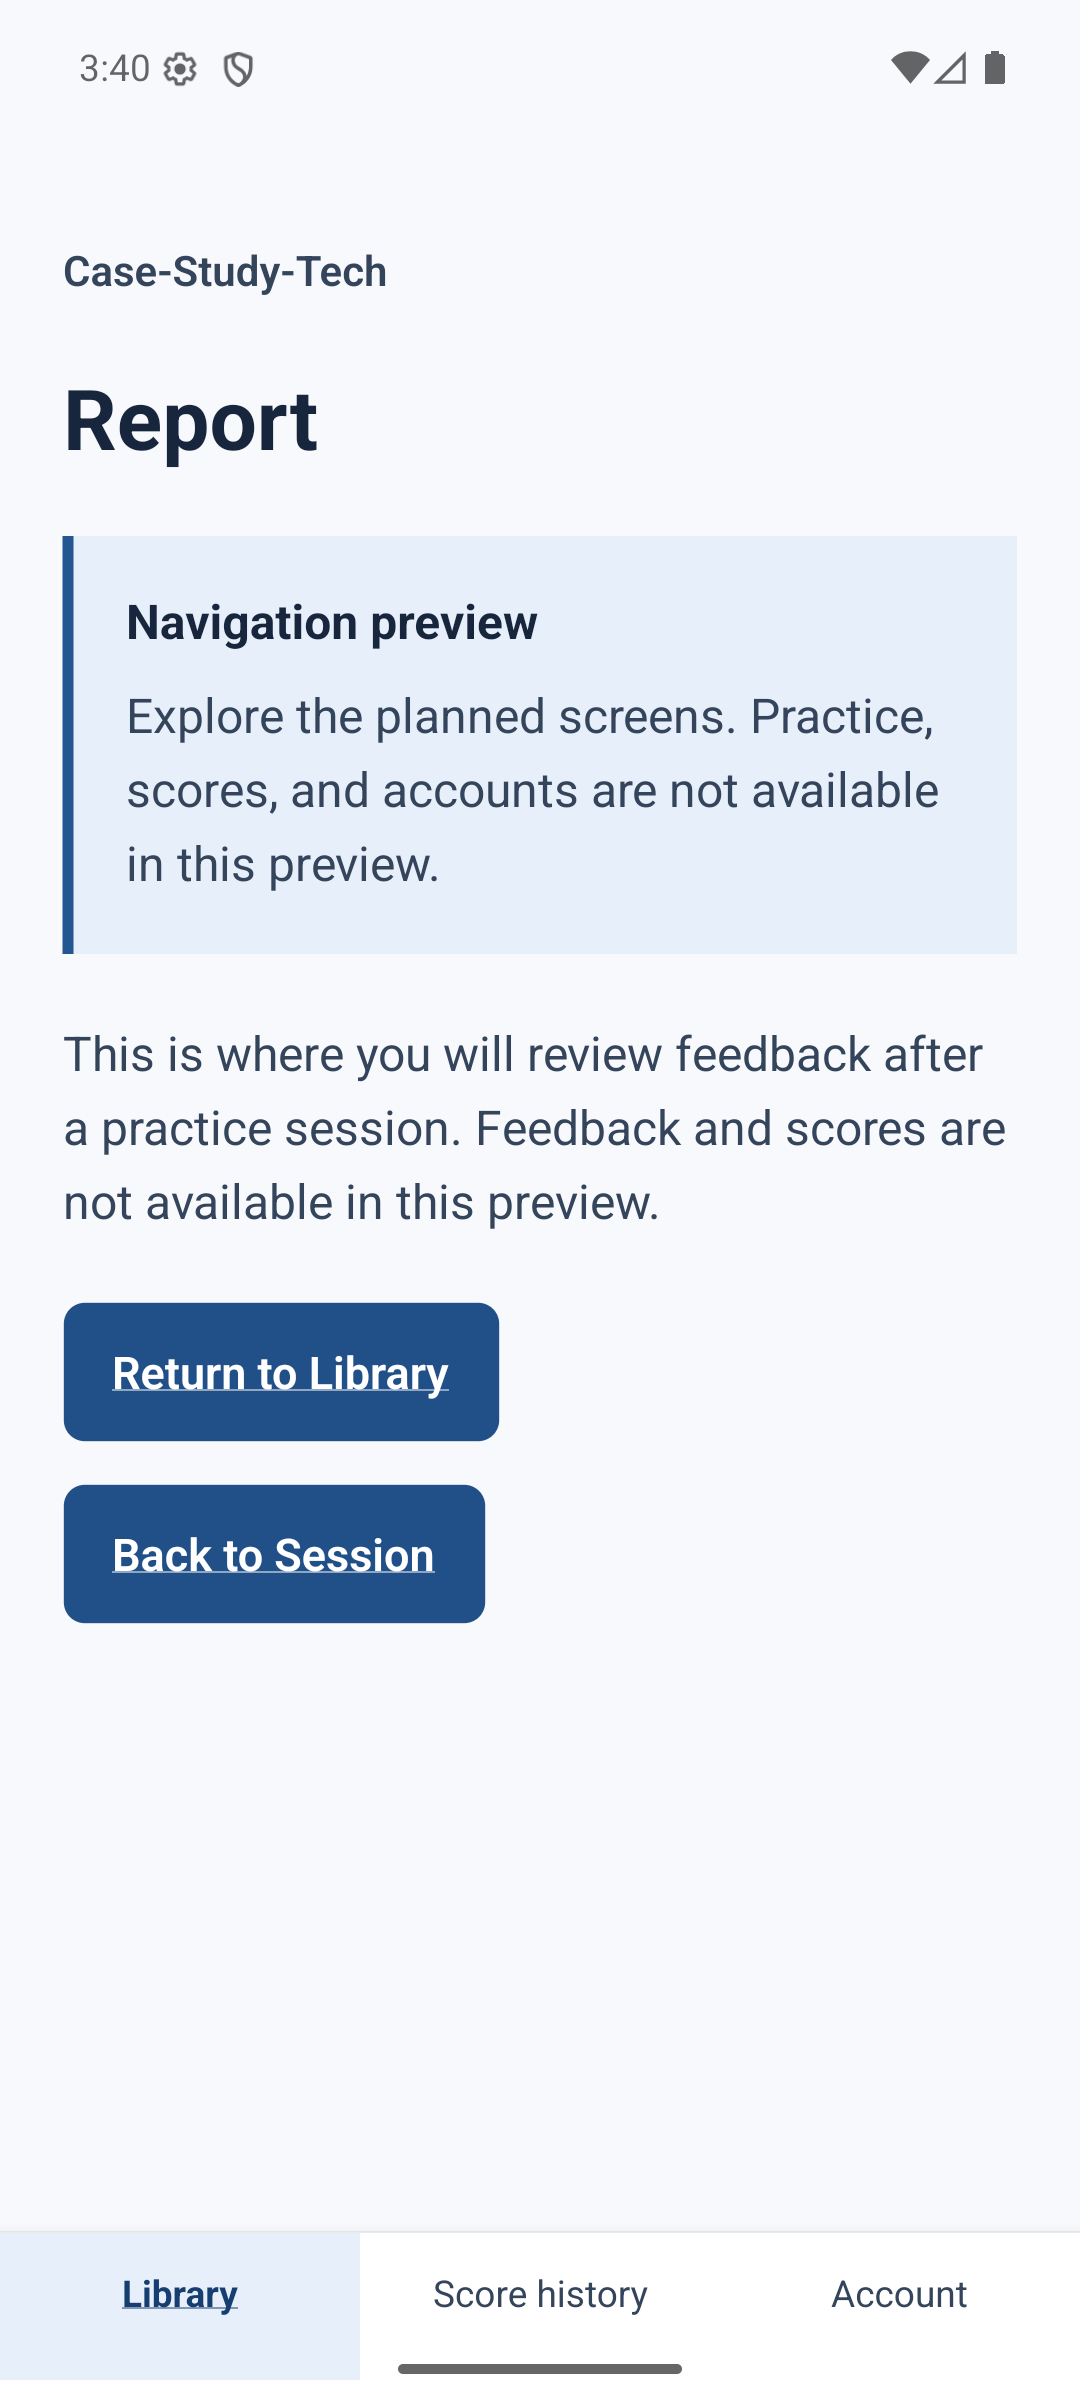 3:40
Case-Study-Tech
Report
Navigation preview
Explore the planned screens. Practice,
scores, and accounts are not available
in this preview.
This is where you will review feedback after
a practice session. Feedback and scores are
not available in this preview.
Return to Library
Back to Session
Library
Score history
Account